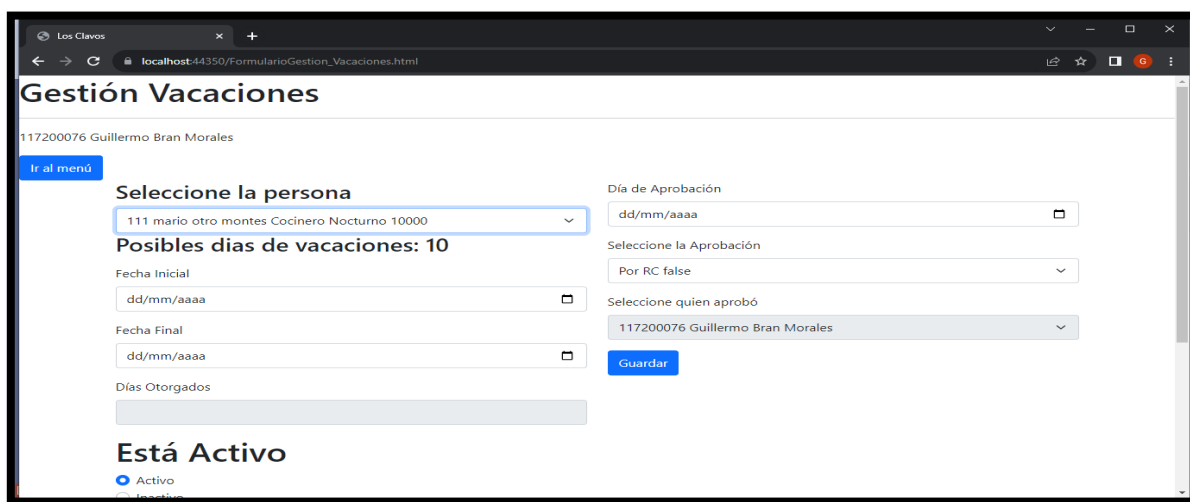 Los Clavos
localhost:44350/FormularioGestion_Vacaciones.html
G
Gestión Vacaciones
117200076 Guillermo Bran Morales
Ir al menú
Seleccione la persona
111 mario otro montes Cocinero Nocturno 10000
Posibles dias de vacaciones: 10
Fecha Inicial
dd/mm/aaaa
Fecha Final
dd/mm/aaaa
Días Otorgados
Está Activo
Activo
Inactivo
Día de Aprobación
dd/mm/aaaa
Seleccione la Aprobación
Por RC false
Seleccione quien aprobó
117200076 Guillermo Bran Morales
Guardar